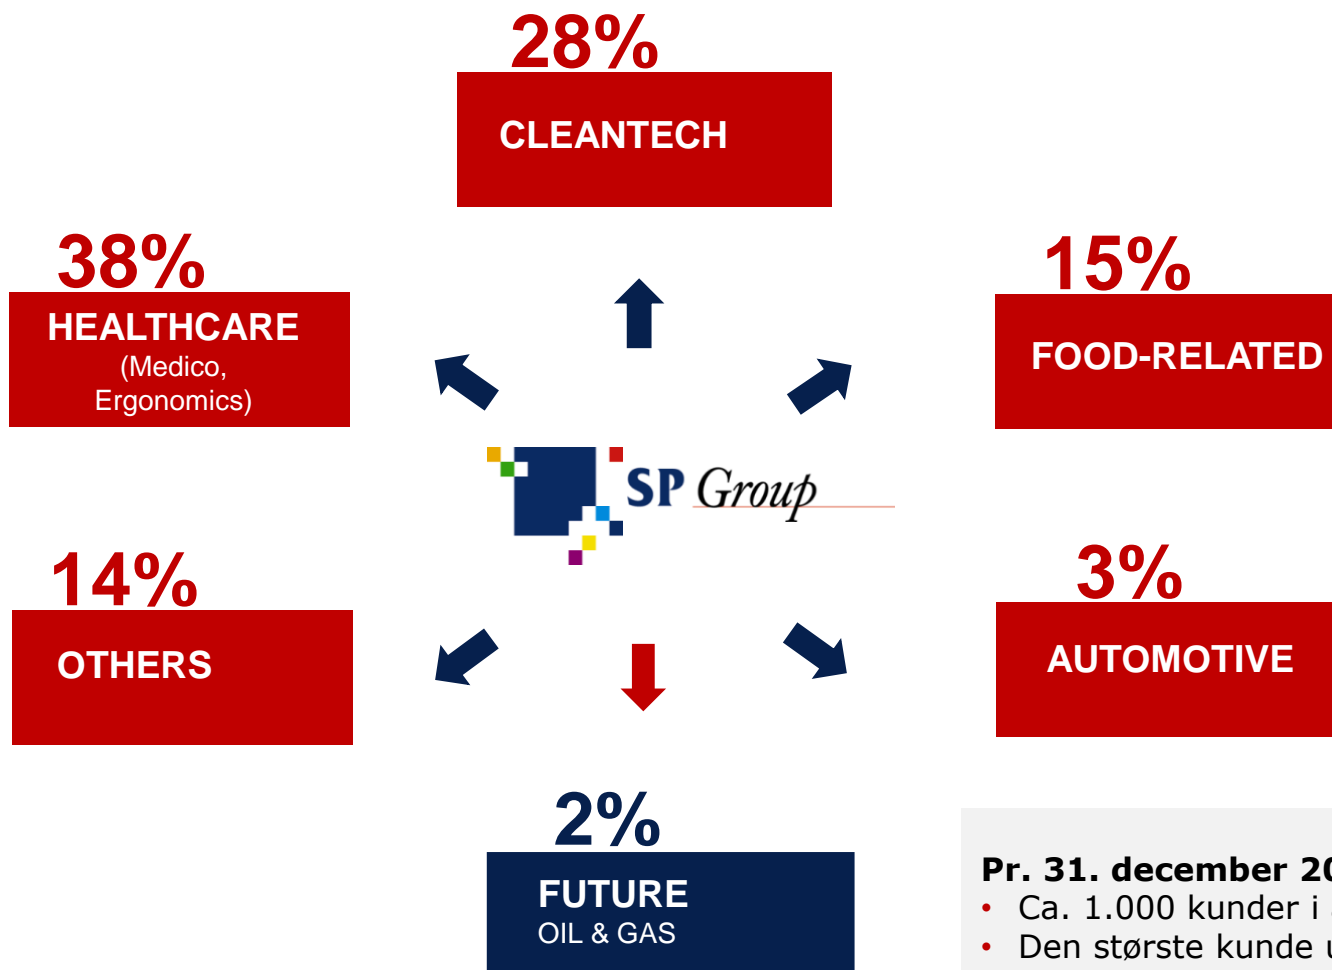 28%
CLEANTECH
38%
HEALTHCARE
(Medico,
Ergonomics)
15%
FOOD-RELATED
SP Group
14%
OTHERS
3%
AUTOMOTIVE
2%
FUTURE
OIL & GAS
Pr. 31. december
• Ca. 1.000 kunder i
• Den største kunde